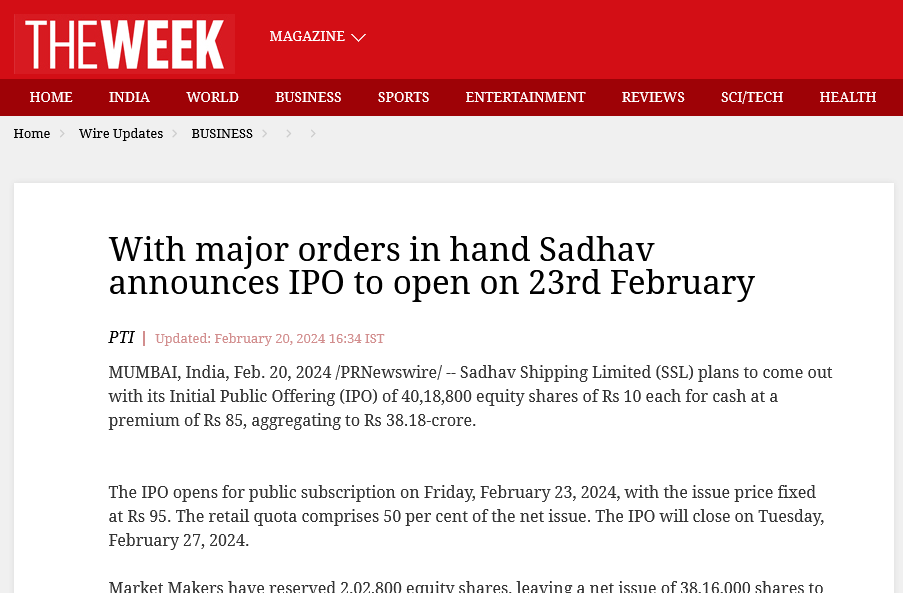 THE WEEK
MAGAZINE
HOME INDIA WORLD BUSINESS SPORTS ENTERTAINMENT REVIEWS SCI/TECH HEALTH
Home Wire Updates BUSINESS
With major orders in hand Sadhav
announces IPO to open on 23rd February
PTI | Updated: February 20, 2024 16:34 IST
MUMBAI, India, Feb. 20, 2024 /PRNewswire/ -- Sadhav Shipping Limited (SSL) plans to come out
with its Initial Public Offering (IPO) of 40,18,800 equity shares of Rs 10 each for cash at a
premium of Rs 85, aggregating to Rs 38.18-crore.
The IPO opens for public subscription on Friday, February 23, 2024, with the issue price fixed
at Rs 95. The retail quota comprises 50 per cent of the net issue. The IPO will close on Tuesday,
February 27, 2024.
Market Makers have reserved 2,02,800 equity shares, leaving a net issue of 38,16,000 shares to